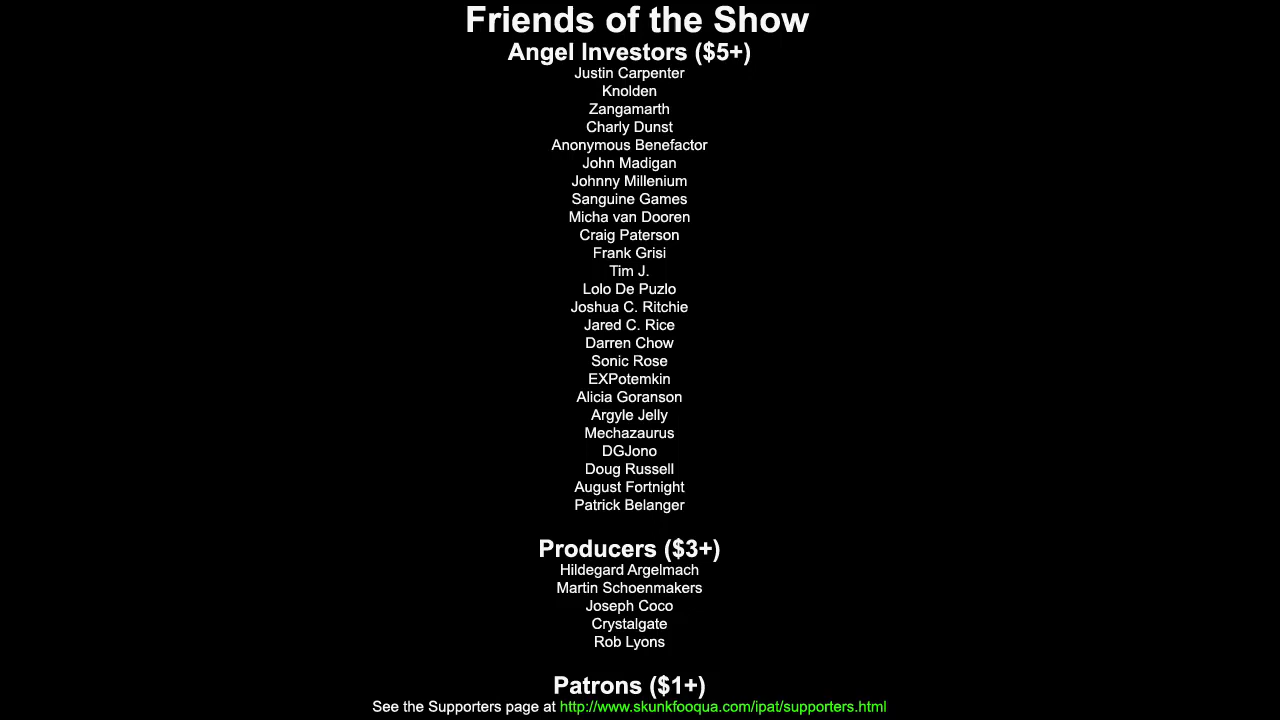 Friends of the Show
Angel Investors ($5+)
Justin Carpenter
Knolden
Zangamarth
Charly Dunst
Anonymous Benefactor
John Madigan
Johnny Millenium
Sanguine Games
Micha van Dooren
Craig Paterson
Frank Grisi
Tim J.
Lolo De Puzlo
Joshua C. Ritchie
Jared C. Rice
Darren Chow
Sonic Rose
EXPotemkin
Alicia Goranson
Argyle Jelly
Mechazaurus
DGJono
Doug Russell
August Fortnight
Patrick Belanger
Producers ($3+)
Hildegard Argelmach
Martin Schoenmakers
Joseph Coco
Crystalgate
Rob Lyons
Patrons ($1+)
See the Supporters page at http://www.skunkfooqua.com/ipat/supporters.html